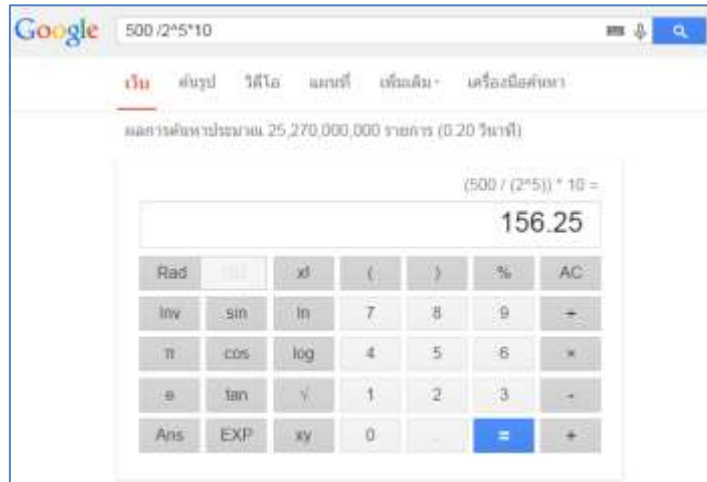 Google 500 /2^5*10
เว็บ ค้นรูป วิดีโอ แผนที่ เพิ่มเติม เครื่องมือค้นหา
ผลการค้นหาประมาณ 25,270,000,000 รายการ (0.20 วินาที)
(500 / (2^5)) * 10 =
156.25
Rad x! ( ) % AC
Inv sin ln 7 8 9 ÷
π cos log 4 5 6 ×
e tan √ 1 2 3 -
Ans EXP xy 0 . = +